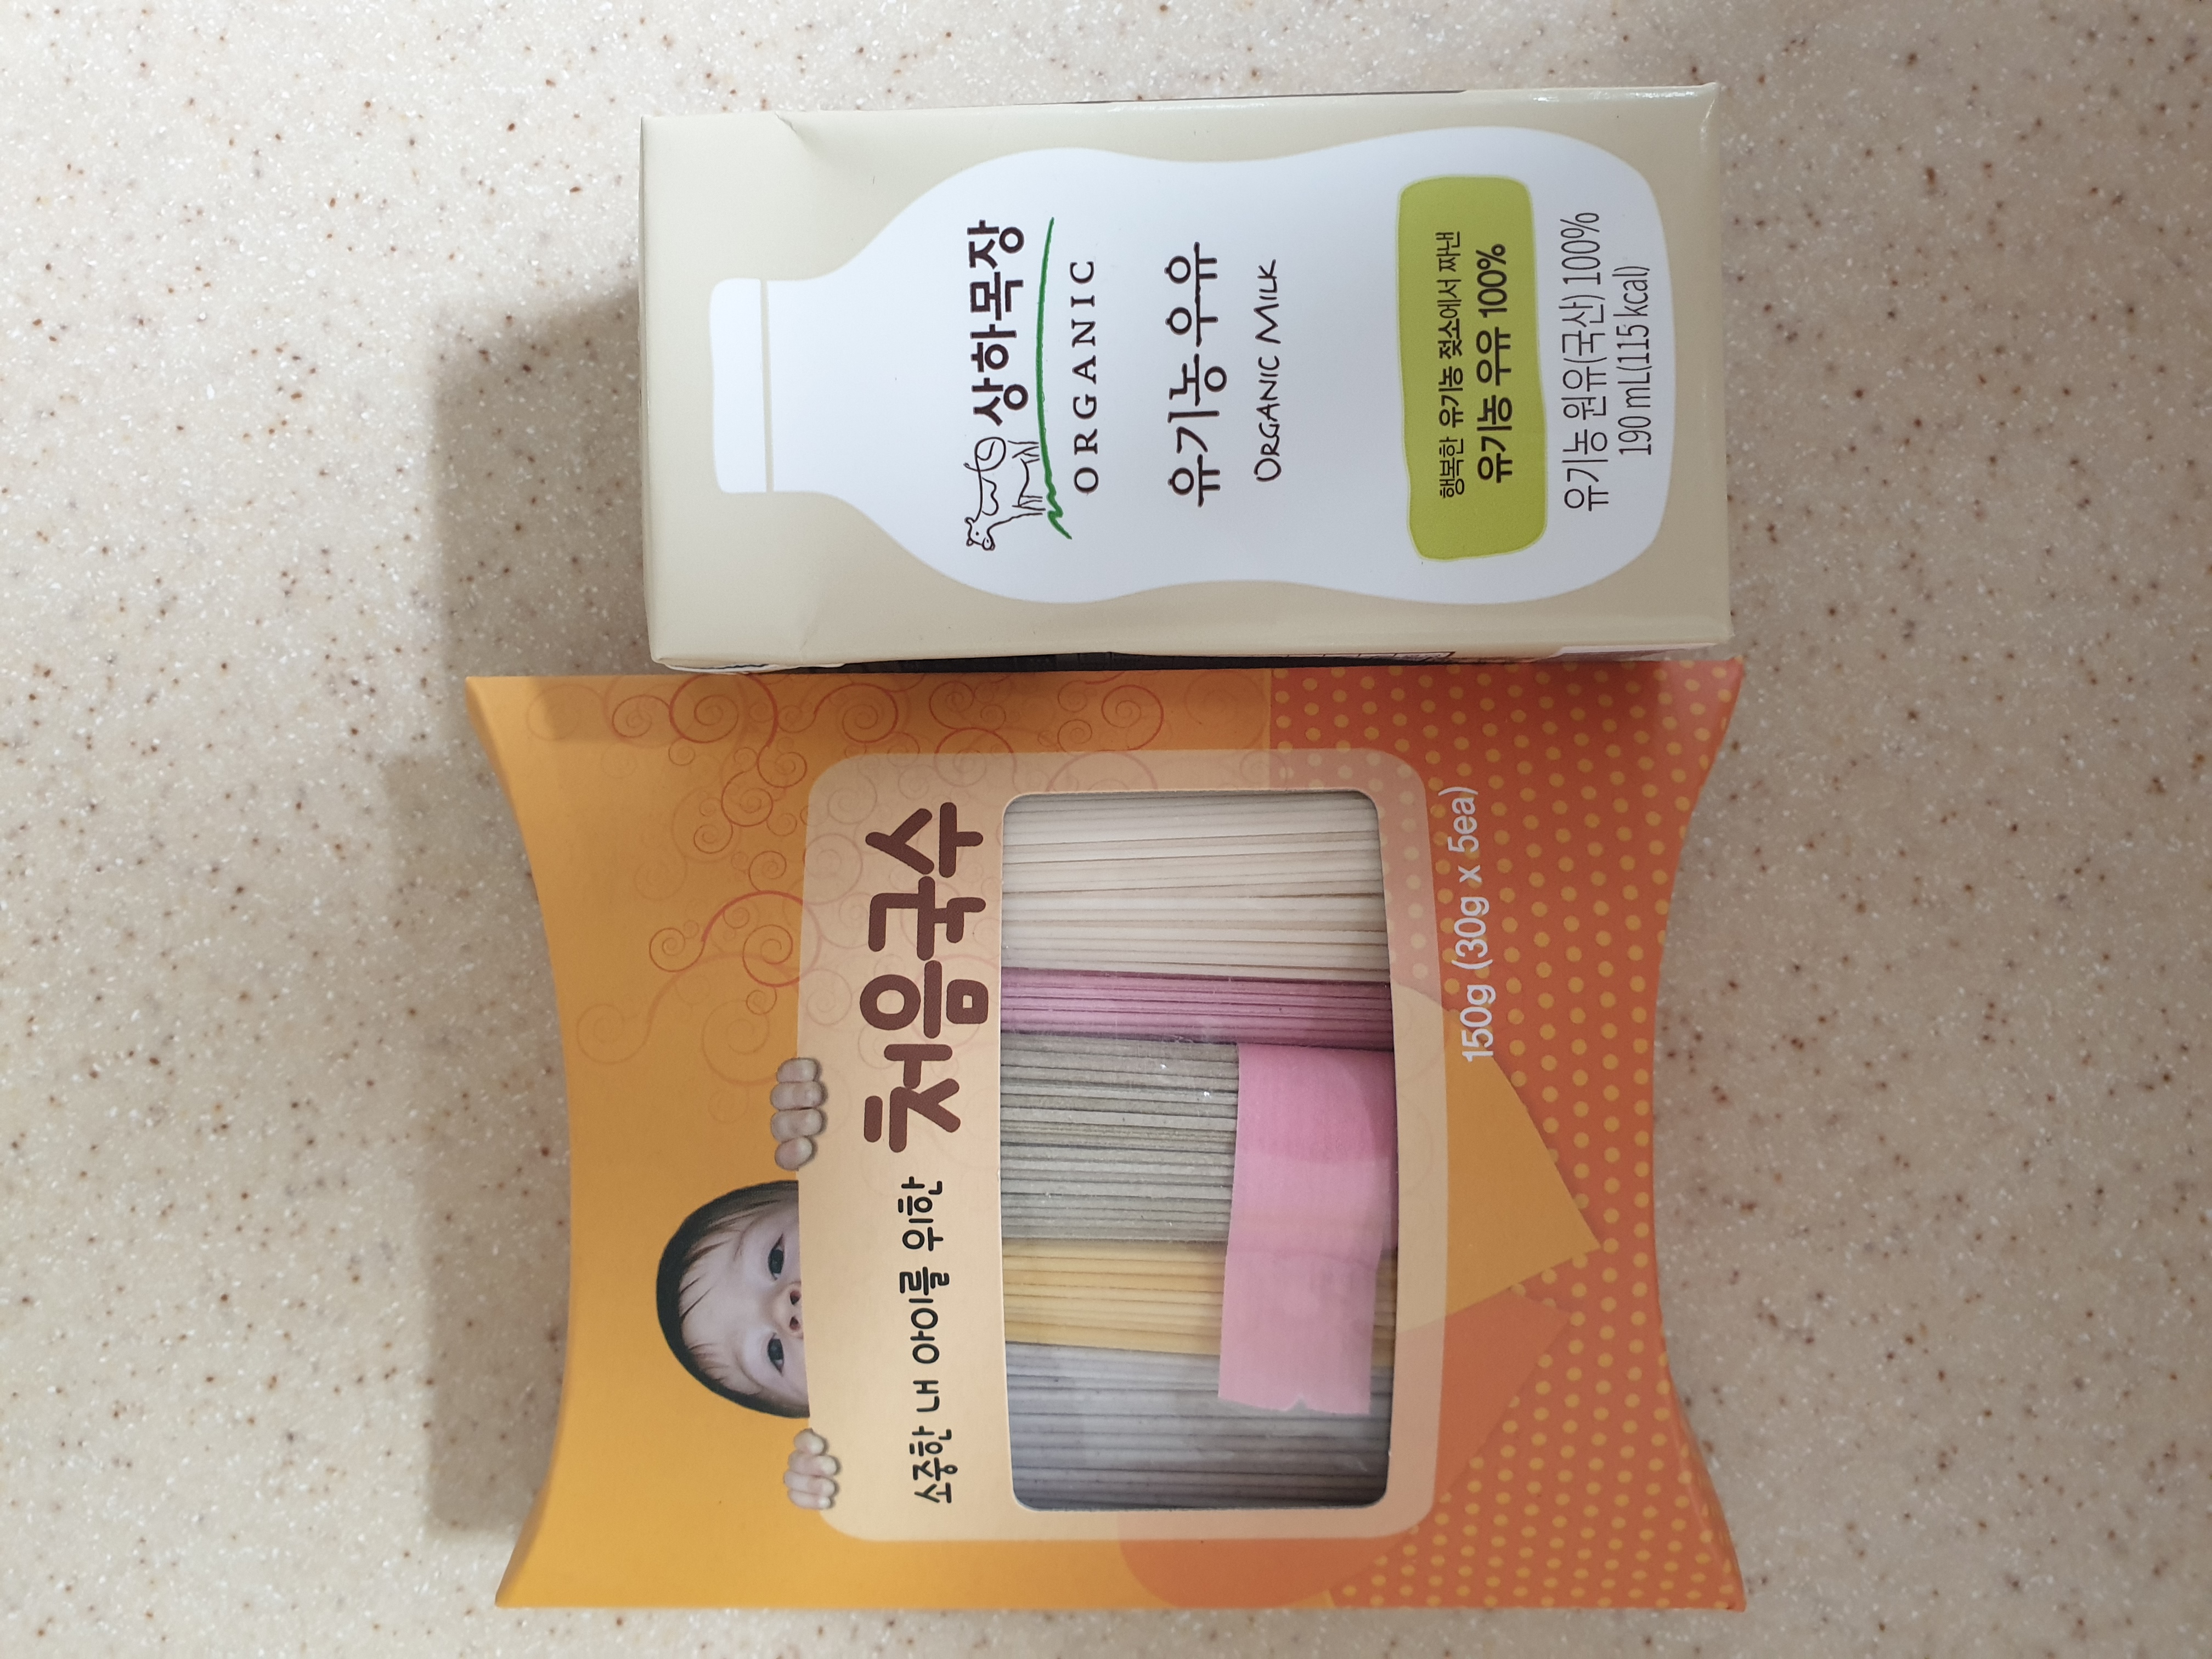 소중한 내 아이를 위한 처음국수
150g (30g x 5ea)
상하목장
ORGANIC
유기농우유
ORGANIC MILK
행복한 유기농 젖소에서 짜낸
유기농 우유 100%
유기농 원유(국산) 100%
190 mL(115 kcal)